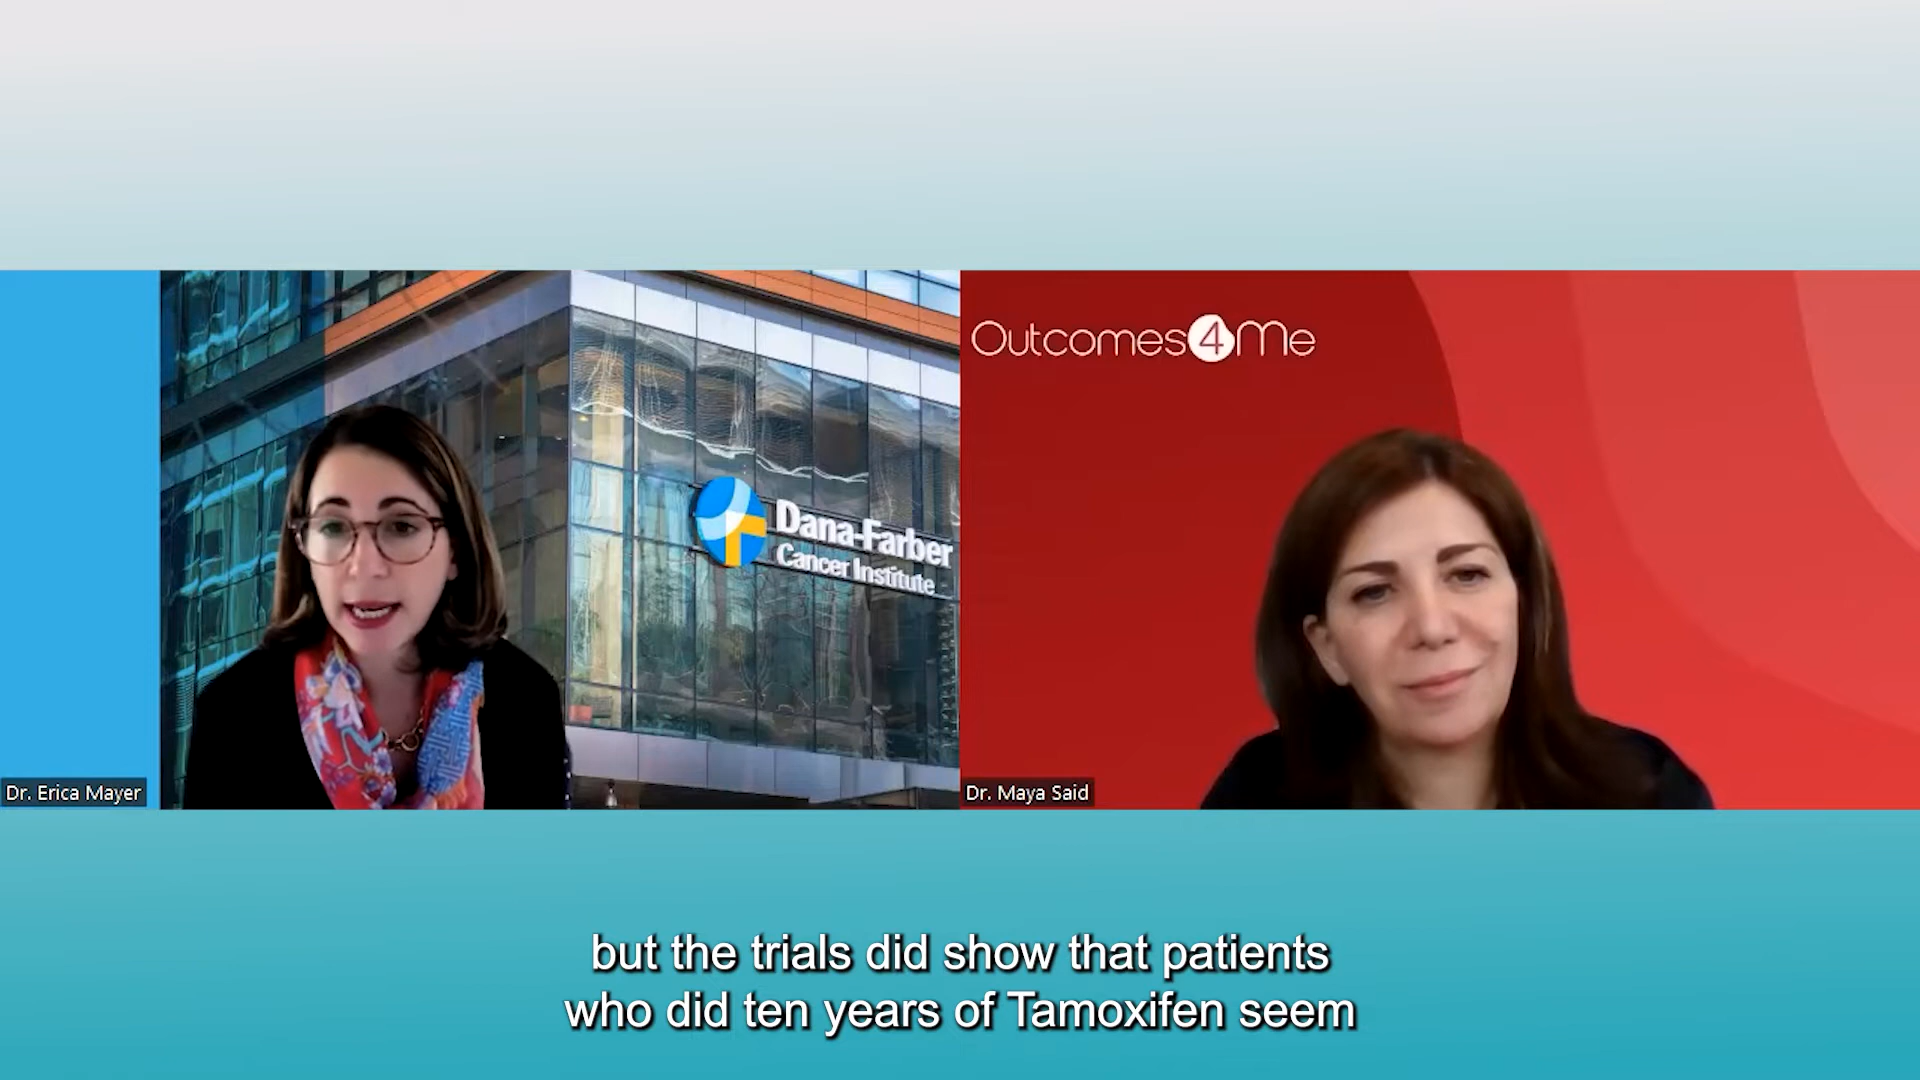 Outcomes4Me
Dana-Farber
Cancer Institute
Dr. Erica Mayer
Dr. Maya Said
but the trials did show that patients
who did ten years of Tamoxifen seem